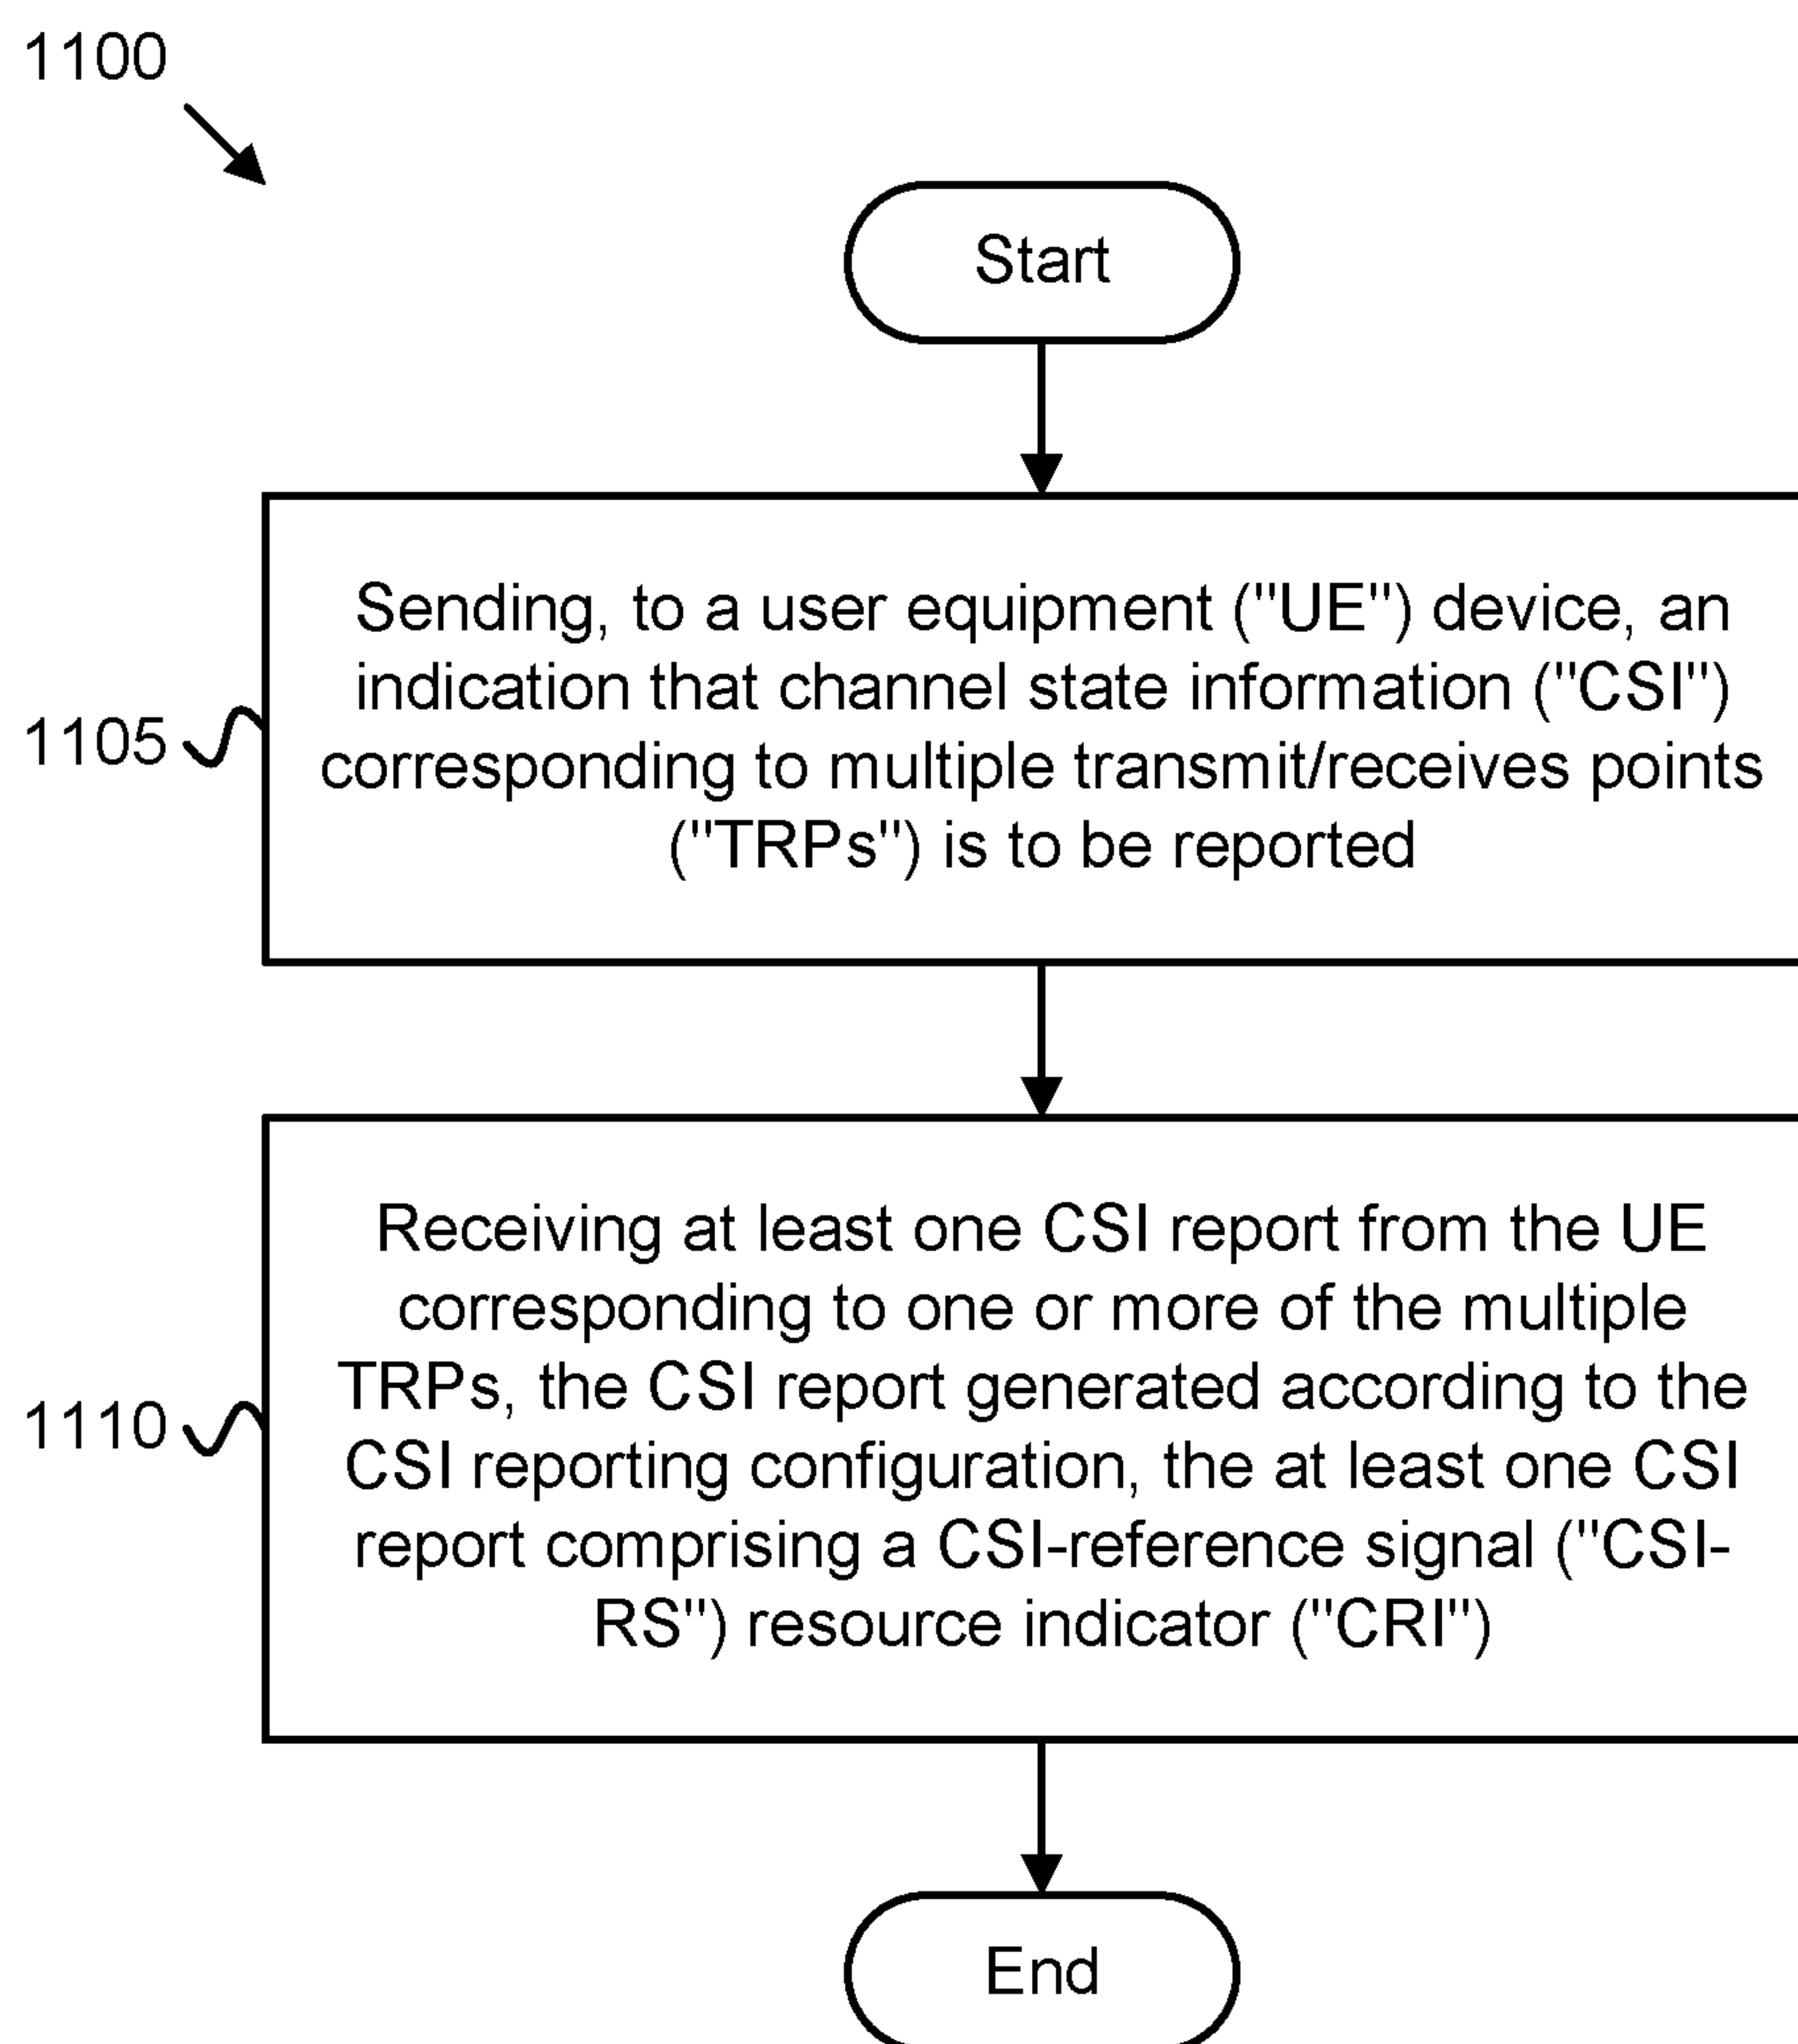 1100
Start
1105
Sending, to a user equipment ("UE") device, an
indication that channel state information ("CSI")
corresponding to multiple transmit/receives points
("TRPs") is to be reported
1110
Receiving at least one CSI report from the UE
corresponding to one or more of the multiple
TRPs, the CSI report generated according to the
CSI reporting configuration, the at least one CSI
report comprising a CSI-reference signal ("CSI-
RS") resource indicator ("CRI")
End